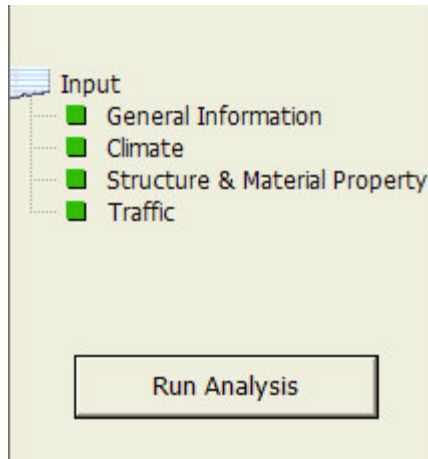 Input
General Information
Climate
Structure & Material Property
Traffic
Run Analysis